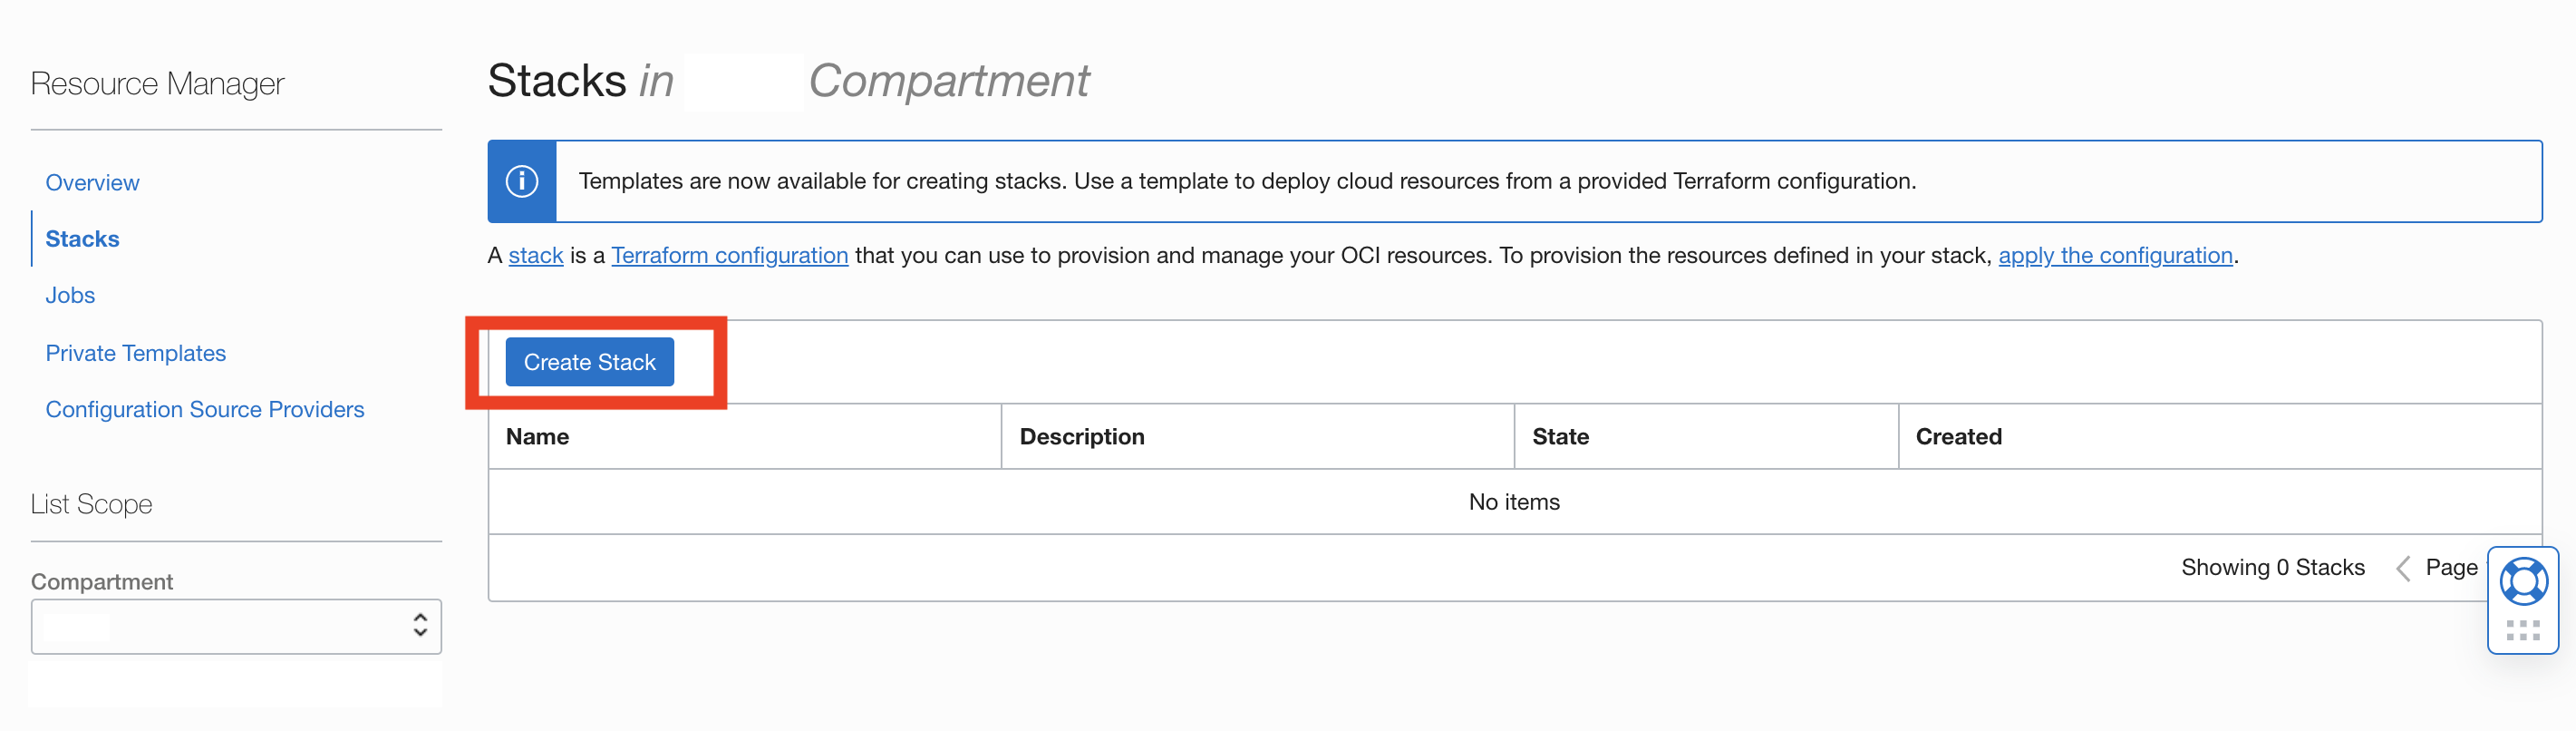 Resource Manager
Overview
Stacks
Jobs
Private Templates
Configuration Source Providers
List Scope
Compartment
Stacks in Compartment
Templates are now available for creating stacks. Use a template to deploy cloud resources from a provided Terraform configuration.
A stack is a Terraform configuration that you can use to provision and manage your OCI resources. To provision the resources defined in your stack, apply the configuration.
Create Stack
Name Description State Created
No items
Showing 0 Stacks Page